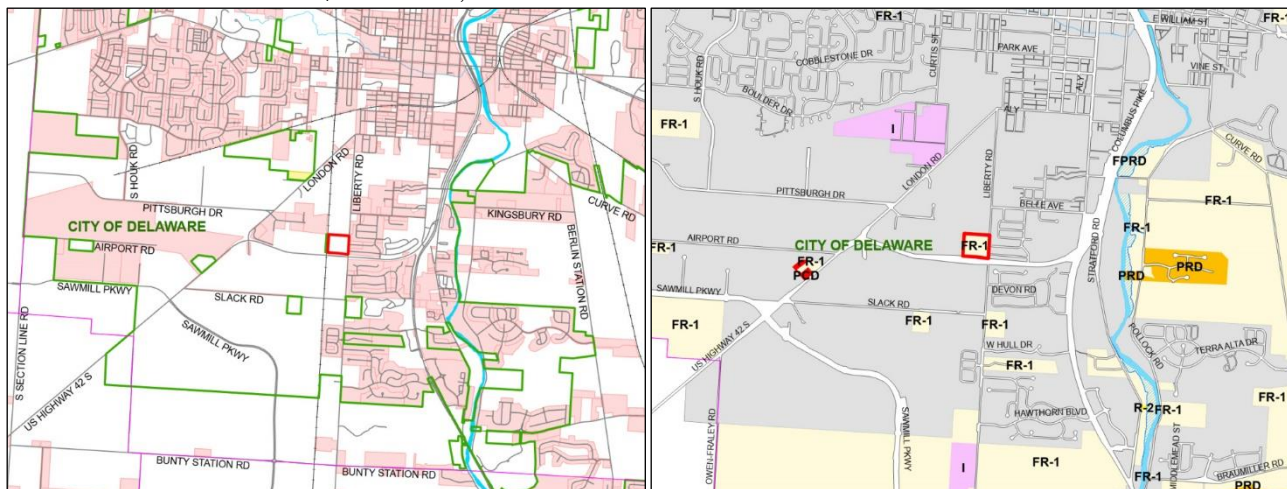 S HOUK RD
LONDON RD
LIBERTY RD
PITTSBURGH DR
CITY OF DELAWARE
AIRPORT RD
KINGSBURY RD
CURVE RD
BERLIN STATION RD
SAWMILL PKWY
SLACK RD
SAWMILL PKWY
S SECTION LINE RD
US HIGHWAY 42 S
BUNTY STATION RD
BUNTY STATION RD
FR-1
E WILLIAM ST
FR-1
PARK AVE
CURTIS ST
COBBLESTONE DR
S HOUK RD
BOULDER DR
ALY
VINE ST
COLUMBUS PIKE
ALY
FR-1
I
LONDON RD
LIBERTY RD
FPRD
CURVE RD
PITTSBURGH DR
BELLE AVE
FR-1
FR-1
AIRPORT RD
FR-1
CITY OF DELAWARE
FR-1
FR-1
PCD
STRATFORD RD
PRD
PRD
SAWMILL PKWY
SLACK RD
DEVON RD
FR-1
FR-1
FR-1
US HIGHWAY 42 S
W HULL DR
POLLOCK RD
TERRA ALTA DR
FR-1
OWEN-FRALEY RD
SAWMILL PKWY
HAWTHORN BLVD
R-2
FR-1
FR-1
MIDDLEMEAD ST
I
FR-1
FR-1
BRAUMILLER RD
PRD